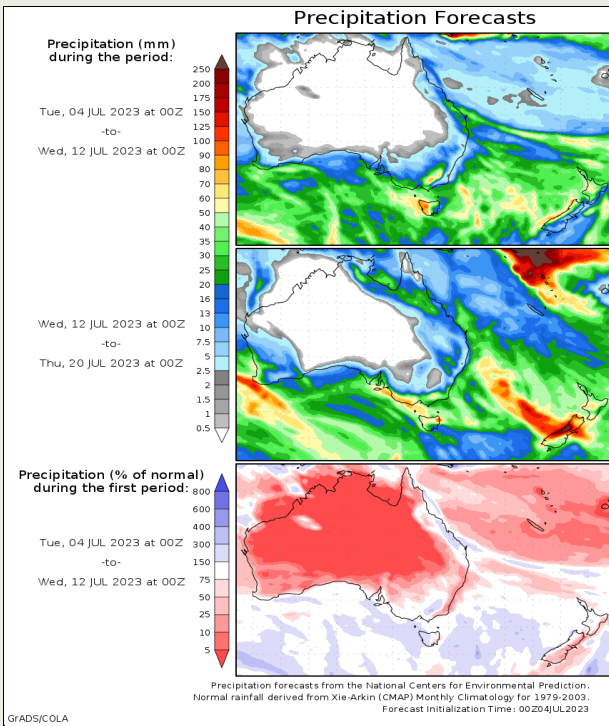 Precipitation Forecasts
Precipitation (mm)
during the period:
Tue, 04 JUL 2023 at 00Z
-to-
Wed, 12 JUL 2023 at 00Z
250
200
175
150
125
100
90
80
70
60
50
40
35
30
25
20
16
13
10
7.5
5
2.5
2
1.5
1
0.5
Wed, 12 JUL 2023 at 00Z
-to-
Thu, 20 JUL 2023 at 00Z
Precipitation (% of normal)
during the first period:
Tue, 04 JUL 2023 at 00Z
-to-
Wed, 12 JUL 2023 at 00Z
800
600
400
300
150
75
50
25
10
5
Precipitation forecasts from the National Centers for Environmental Prediction.
Normal rainfall derived from Xie-Arkin (CMAP) Monthly Climatology for 1979-2003.
Forecast Initialization Time: 00Z04JUL2023
GrADS/COLA